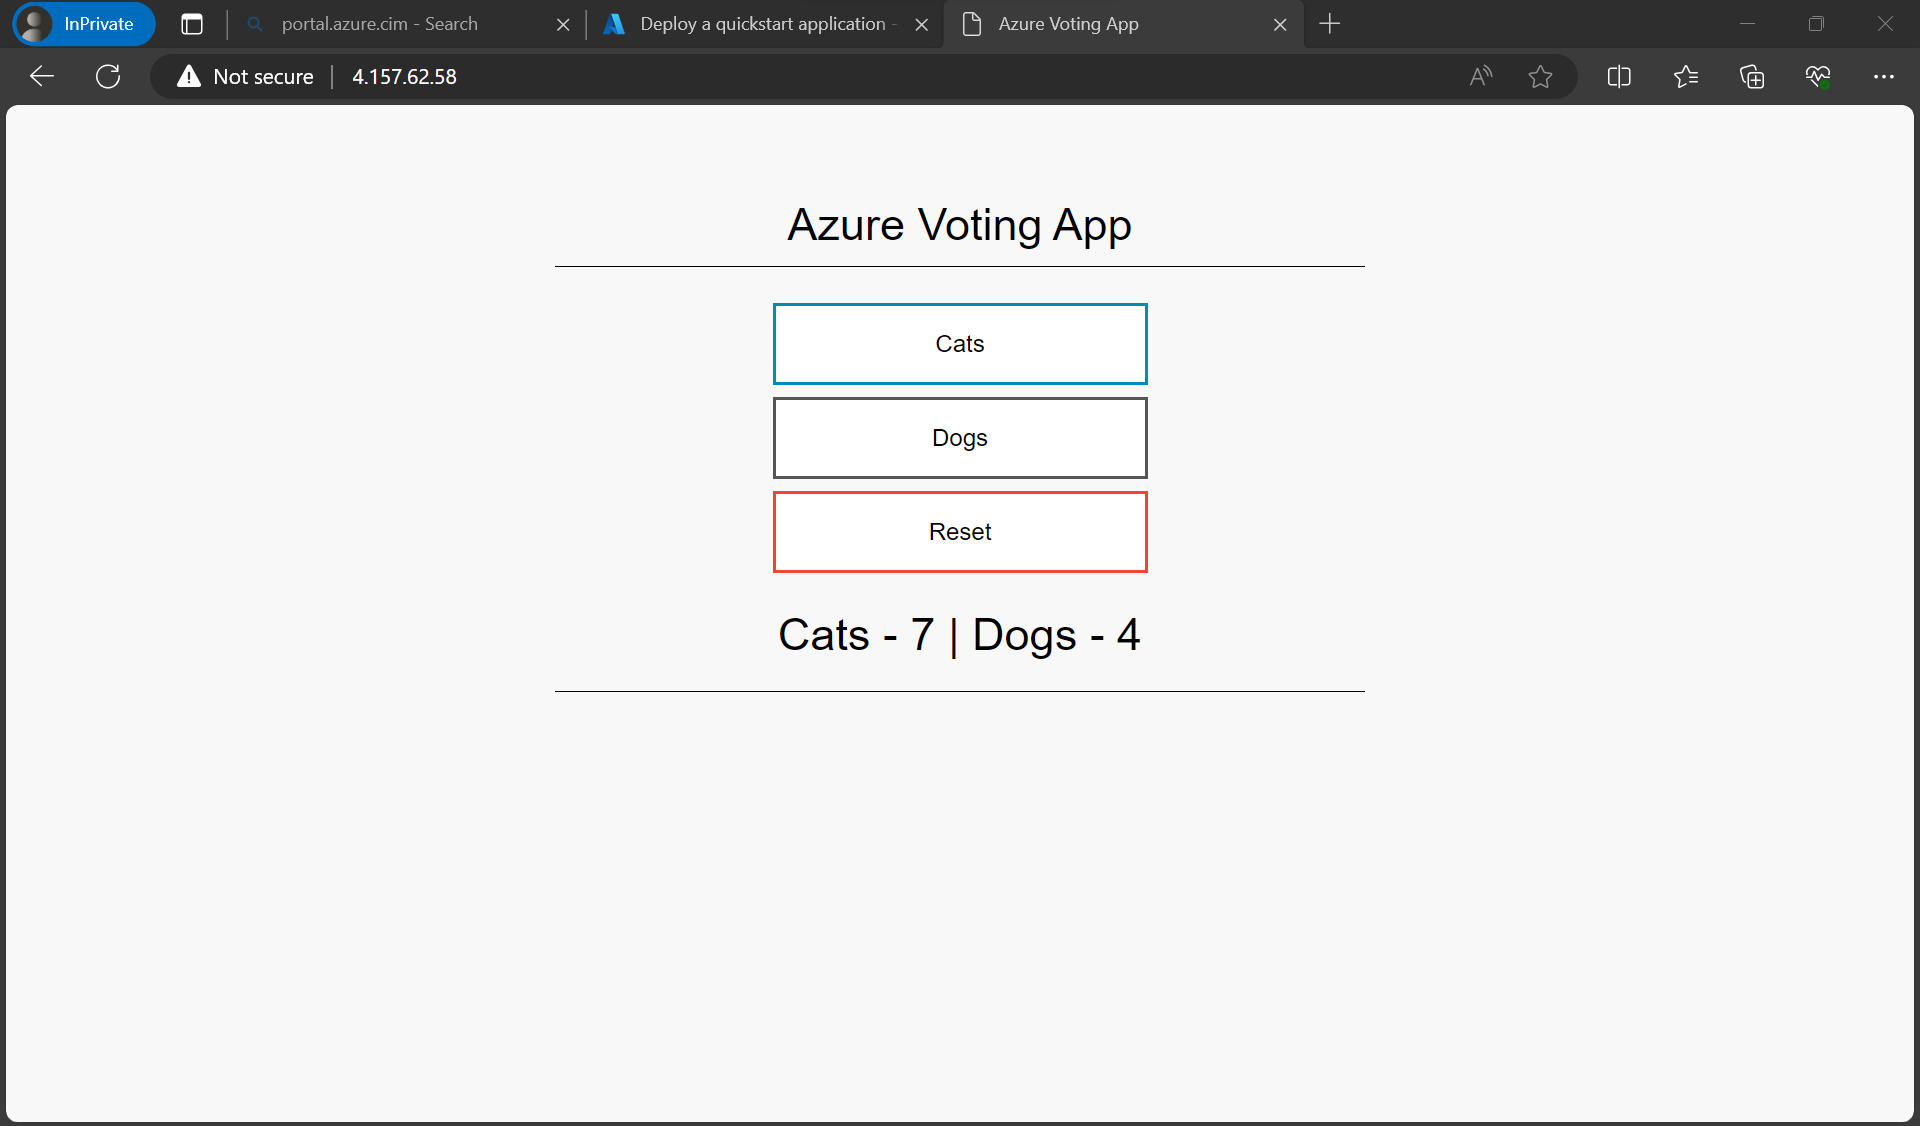 InPrivate
portal.azure.cim - Search
Deploy a quickstart application -
Azure Voting App
Not secure
4.157.62.58
Azure Voting App
Cats
Dogs
Reset
Cats - 7 | Dogs - 4